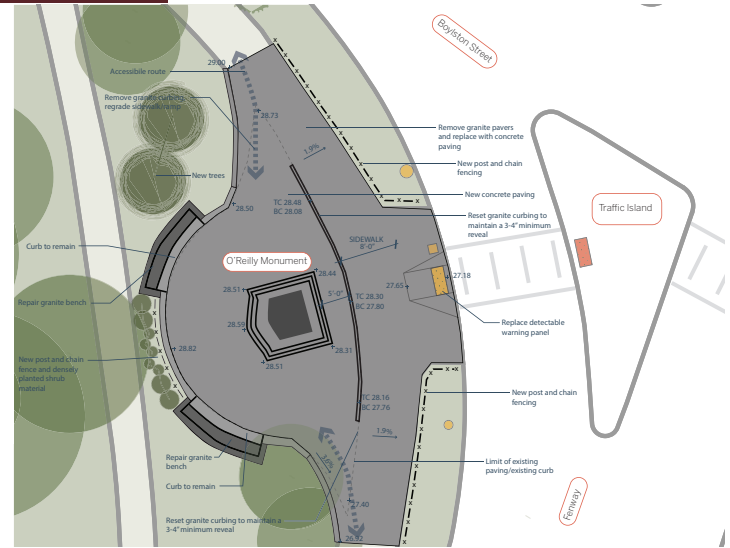 Boylston Street
29.00
Accessibile route
Remove granite curbing,
regrade sidewalk/ramp
28.73
1.9%
Remove granite pavers
and replace with concrete
paving
New post and chain
fencing
New trees
New concrete paving
TC 28.48
BC 28.08
28.50
Traffic Island
Reset granite curbing to
maintain a 3-4" minimum
reveal
SIDEWALK
8'-0"
Curb to remain
O'Reilly Monument
28.44
27.18
27.65
28.51
5'-0"
TC 28.30
BC 27.80
Repair granite bench
28.59
Replace detectable
warning panel
28.82
28.31
New post and chain
fence and densely
planted shrub
material
28.51
New post and chain
fencing
TC 28.16
BC 27.76
1.9%
Repair granite
bench
3.6%
Limit of existing
paving/existing curb
Curb to remain
27.40
Fenway
Reset granite curbing to maintain a
3-4" minimum reveal
26.92